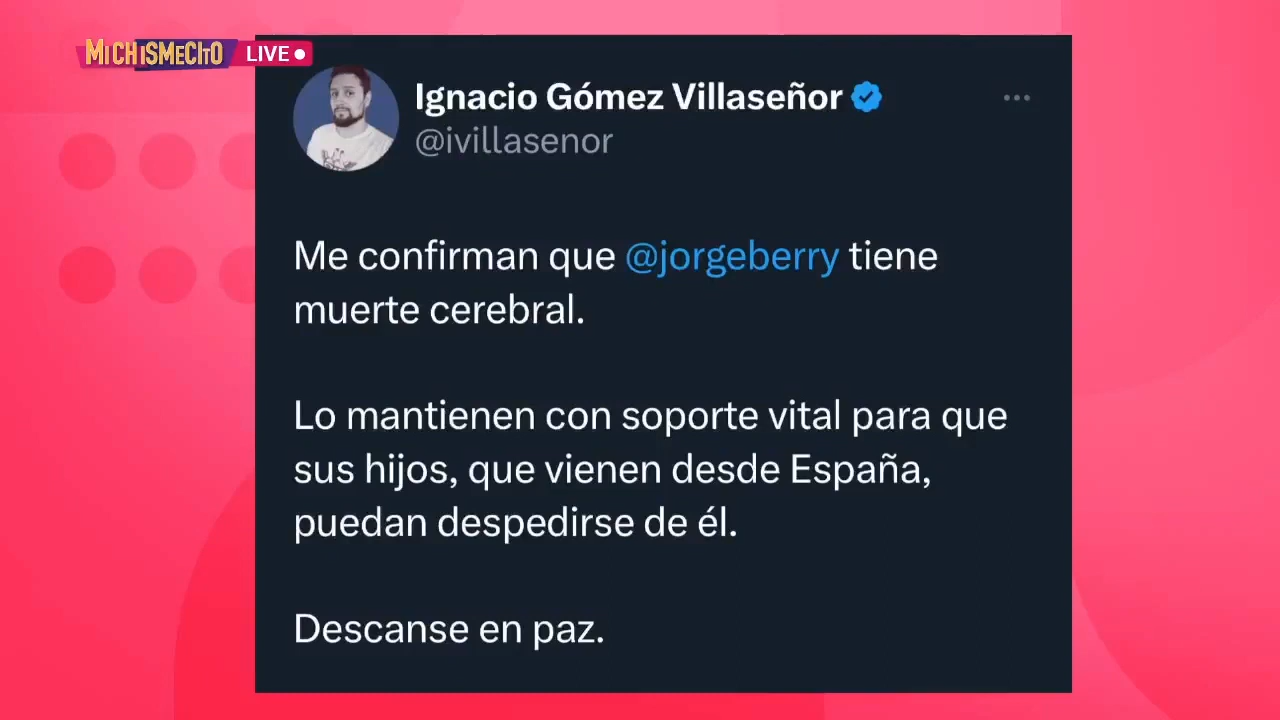 MICHISMECITO LIVE
Ignacio Gómez Villaseñor
@ivillasenor
Me confirman que @jorgeberry tiene
muerte cerebral.
Lo mantienen con soporte vital para que
sus hijos, que vienen desde España,
puedan despedirse de él.
Descanse en paz.